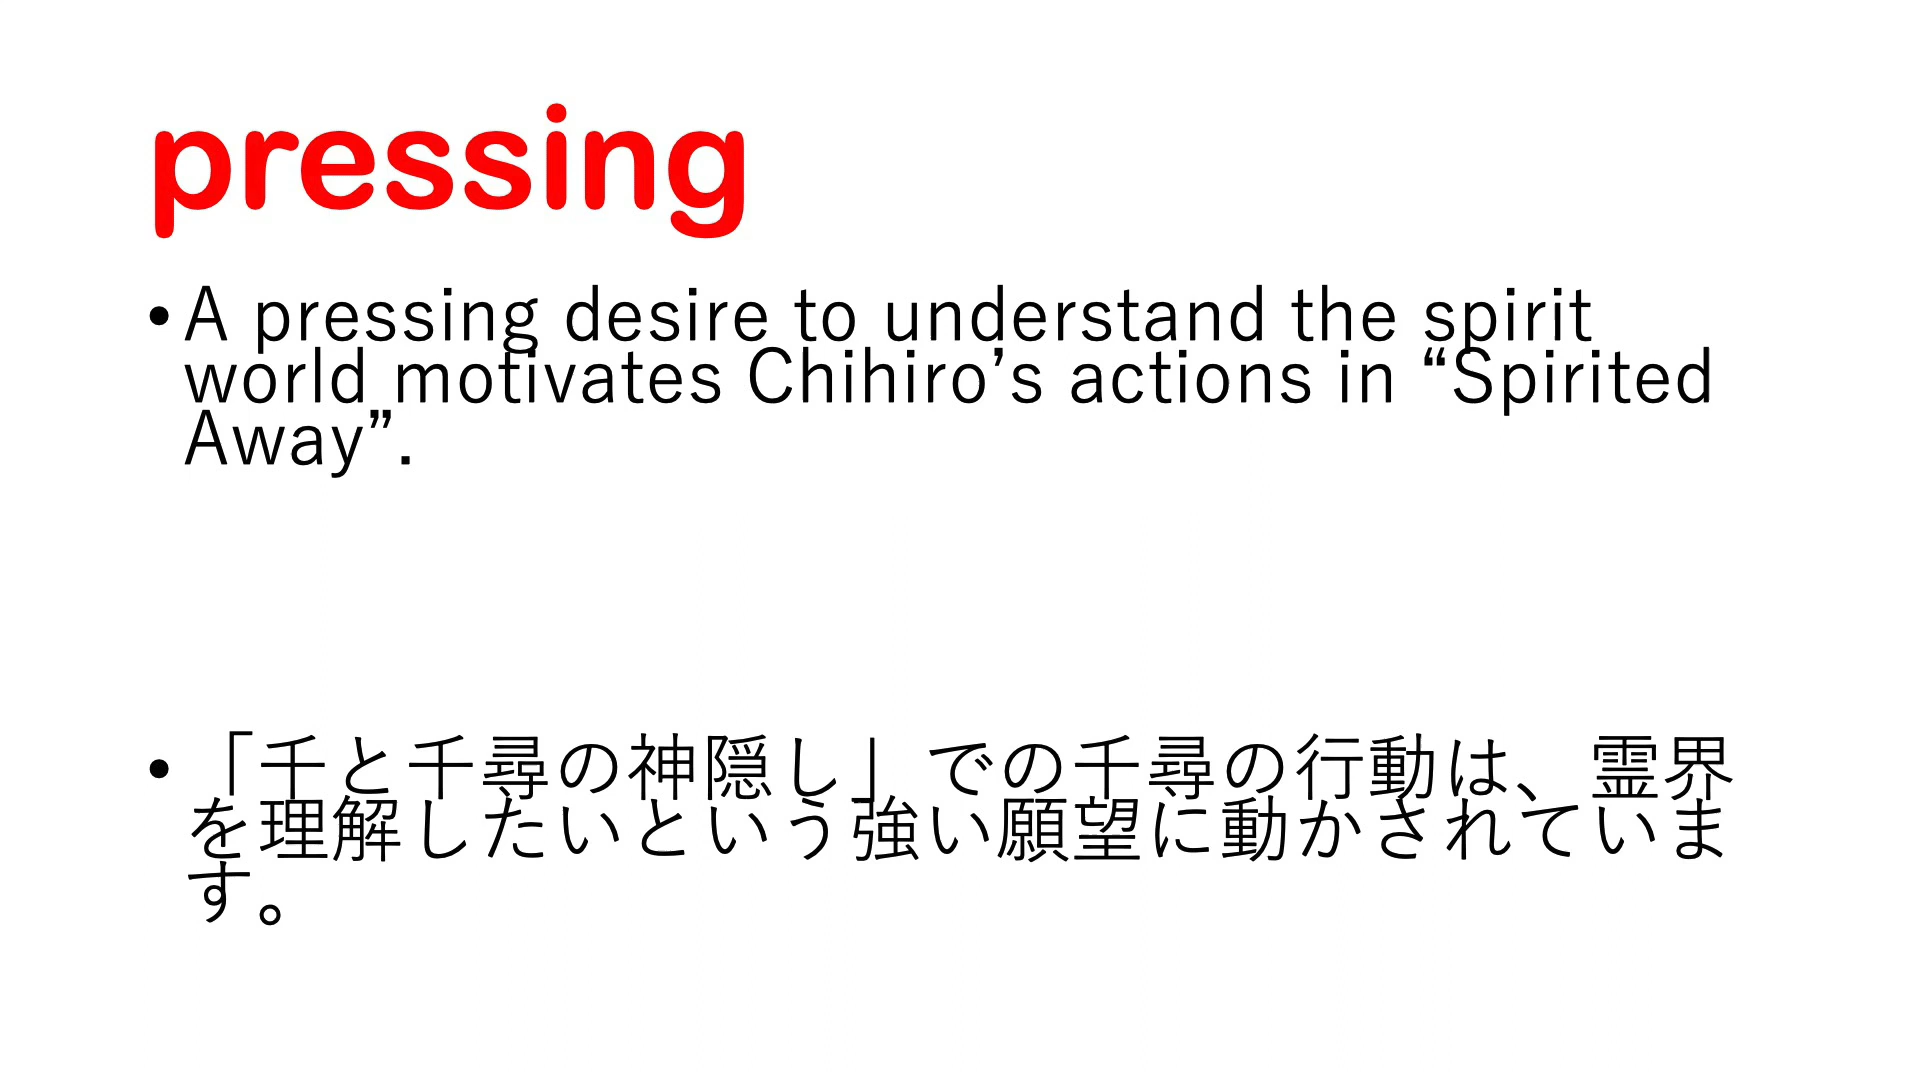 pressing
• A pressing desire to understand the spirit
world motivates Chihiro’s actions in “Spirited
Away”.
• 「千と千尋の神隠し」での千尋の行動は、霊界
を理解したいという強い願望に動かされていま
す。